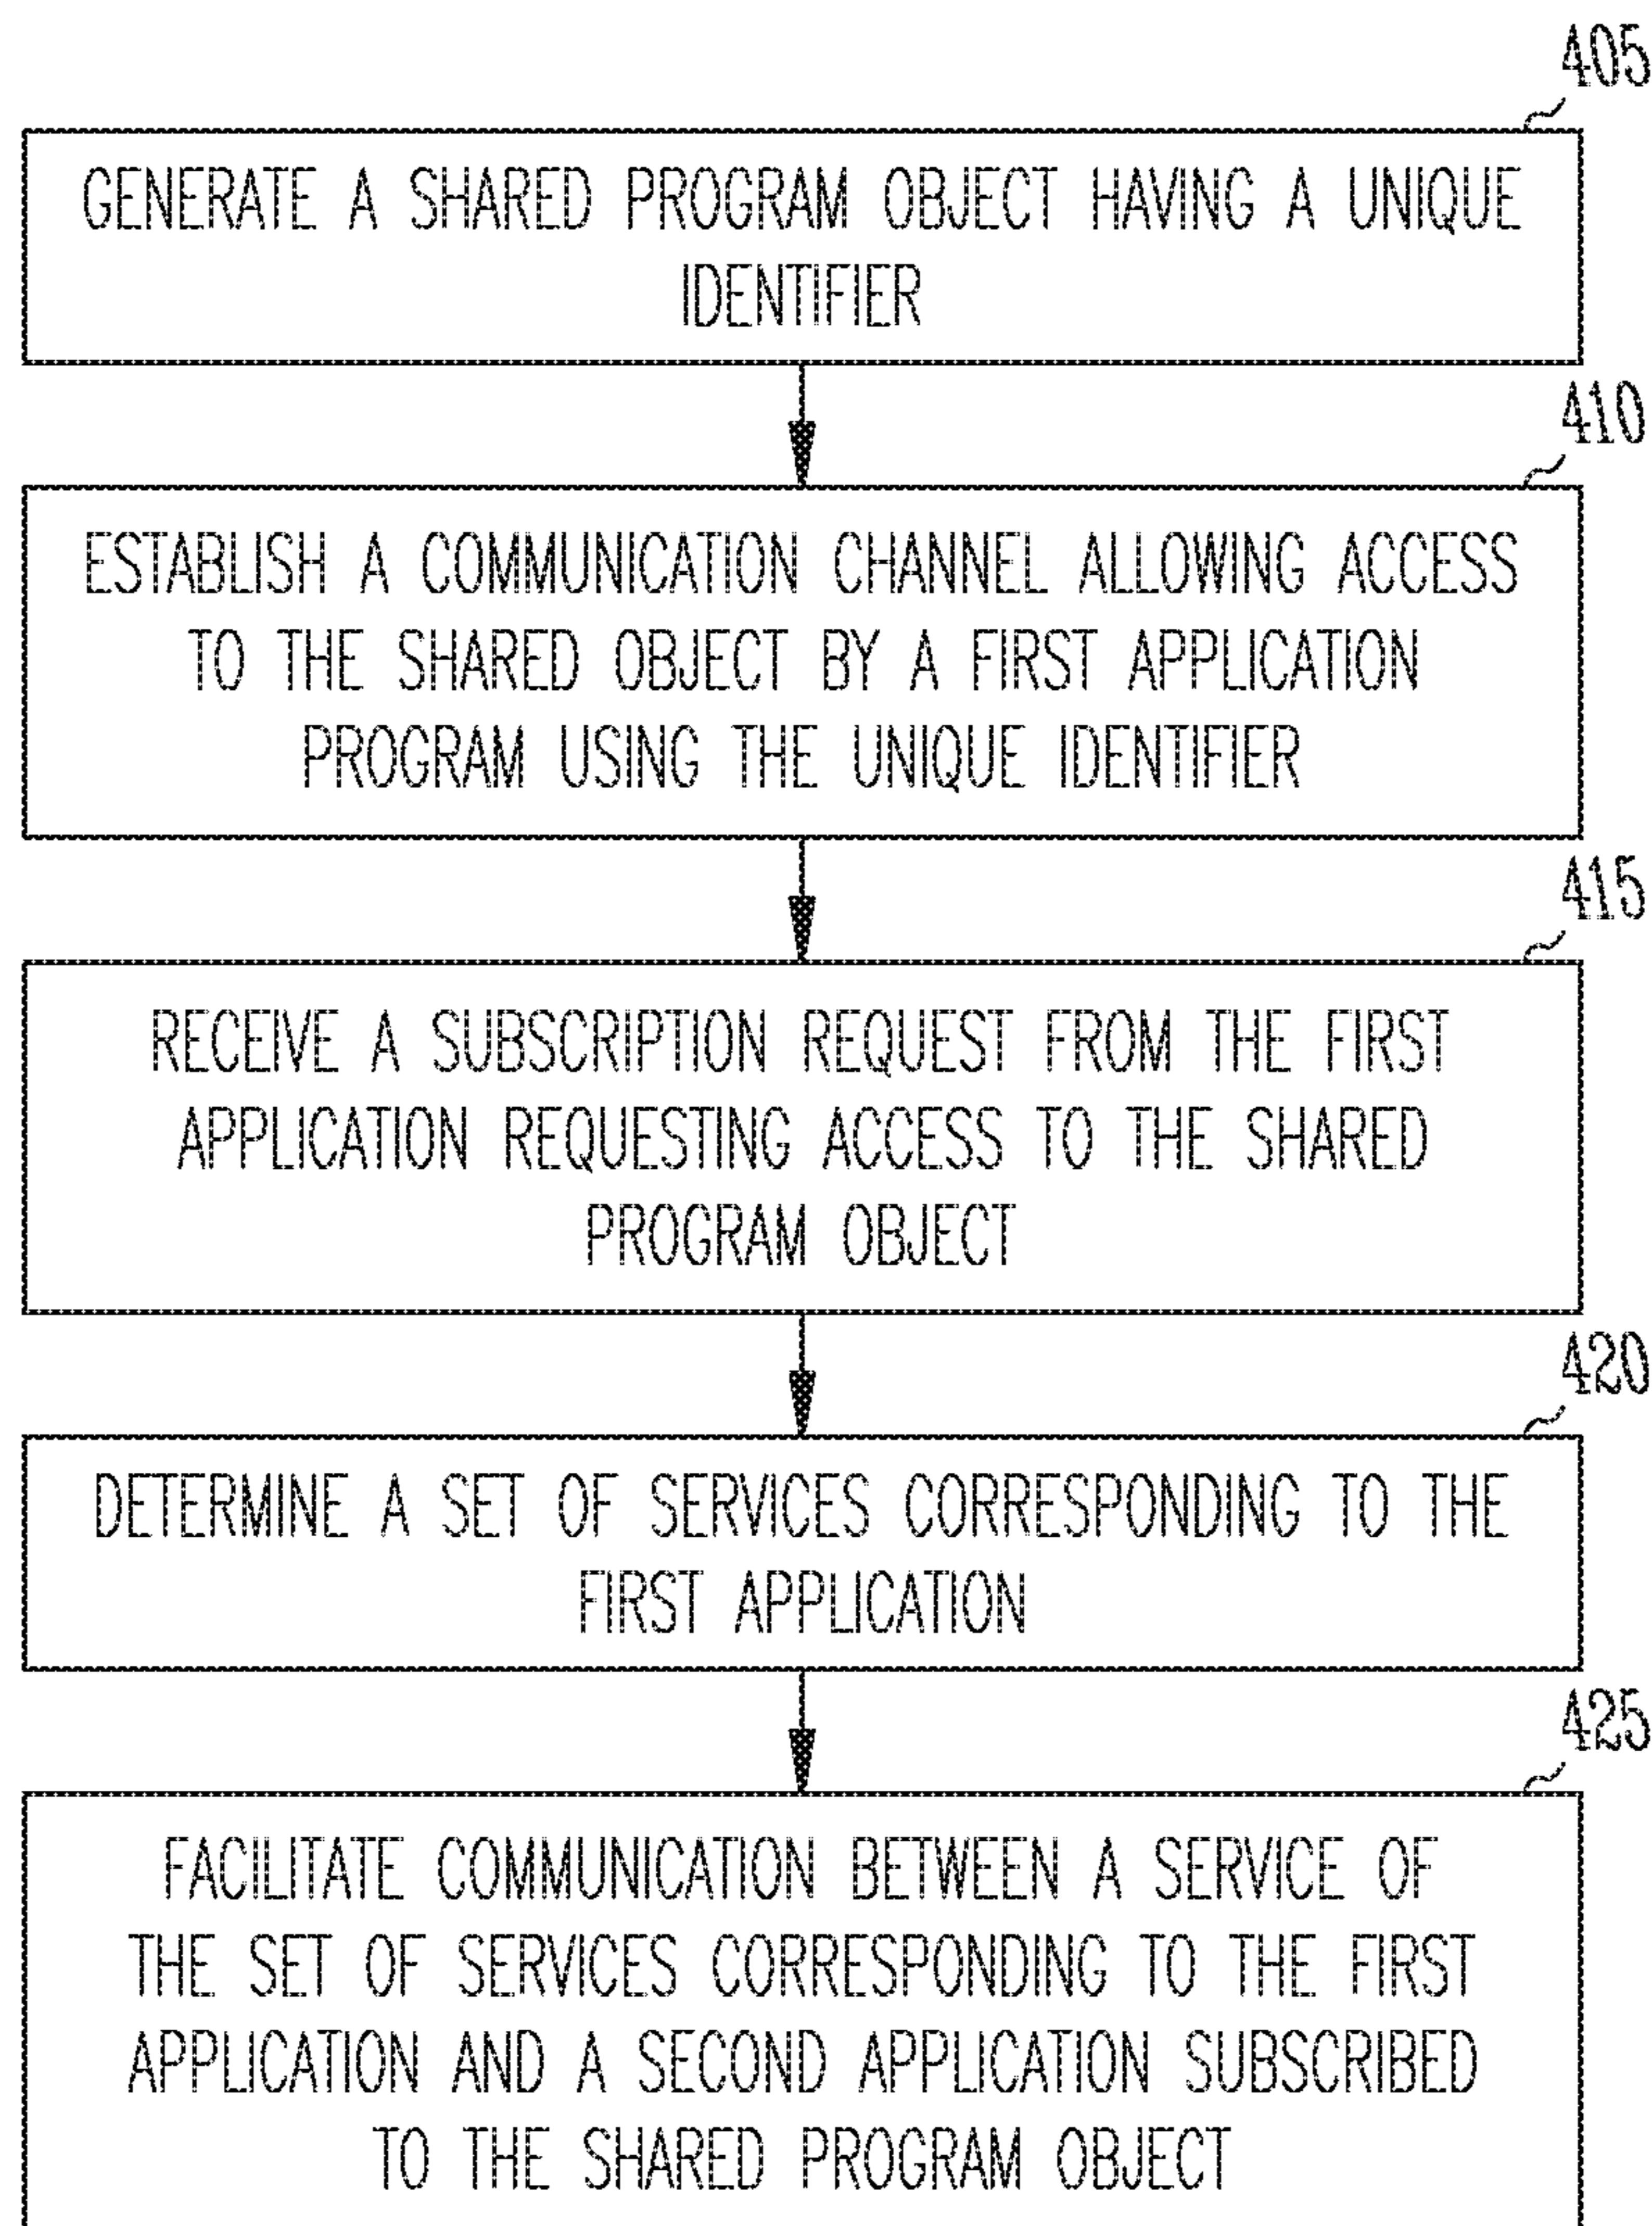 405
GENERATE A SHARED PROGRAM OBJECT HAVING A UNIQUE
IDENTIFIER
410
ESTABLISH A COMMUNICATION CHANNEL ALLOWING ACCESS
TO THE SHARED OBJECT BY A FIRST APPLICATION
PROGRAM USING THE UNIQUE IDENTIFIER
415
RECEIVE A SUBSCRIPTION REQUEST FROM THE FIRST
APPLICATION REQUESTING ACCESS TO THE SHARED
PROGRAM OBJECT
420
DETERMINE A SET OF SERVICES CORRESPONDING TO THE
FIRST APPLICATION
425
FACILITATE COMMUNICATION BETWEEN A SERVICE OF
THE SET OF SERVICES CORRESPONDING TO THE FIRST
APPLICATION AND A SECOND APPLICATION SUBSCRIBED
TO THE SHARED PROGRAM OBJECT